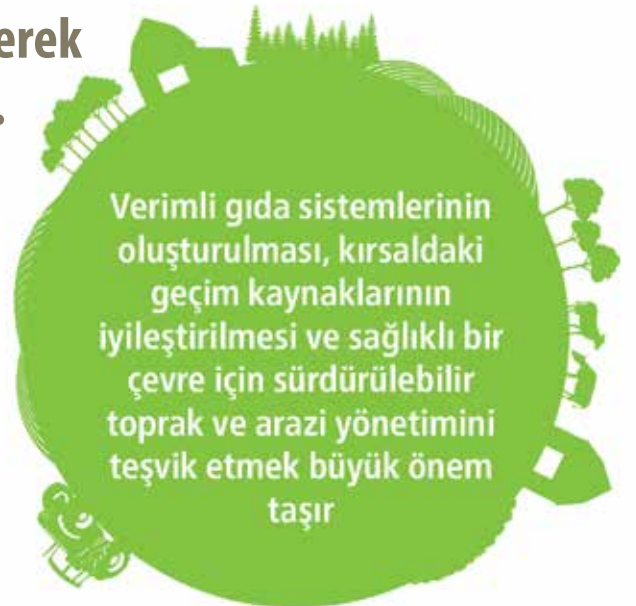 erek
.
Verimli gıda sistemlerinin
oluşturulması, kırsaldaki
geçim kaynaklarının
iyileştirilmesi ve sağlıklı bir
çevre için sürdürülebilir
toprak ve arazi yönetimini
teşvik etmek büyük önem
taşır